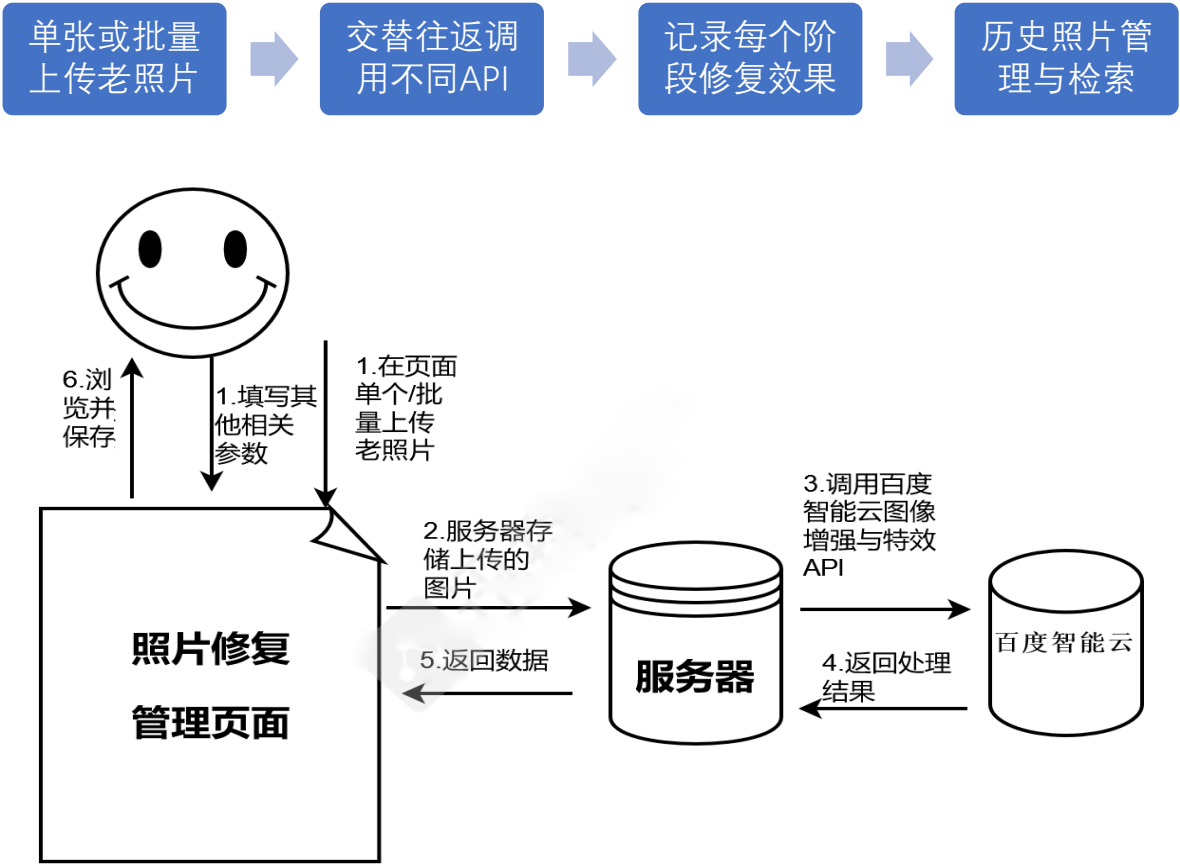 单张或批量
上传老照片
交替往返调
用不同API
记录每个阶
段修复效果
历史照片管
理与检索
6.浏
览并
保存
1.填写其
他相关
参数
1.在页面
单个/批
量上传
老照片
照片修复
管理页面
2.服务器存
储上传的
图片
5.返回数据
服务器
3.调用百度
智能云图像
增强与特效
API
4.返回处理
结果
百度智能云